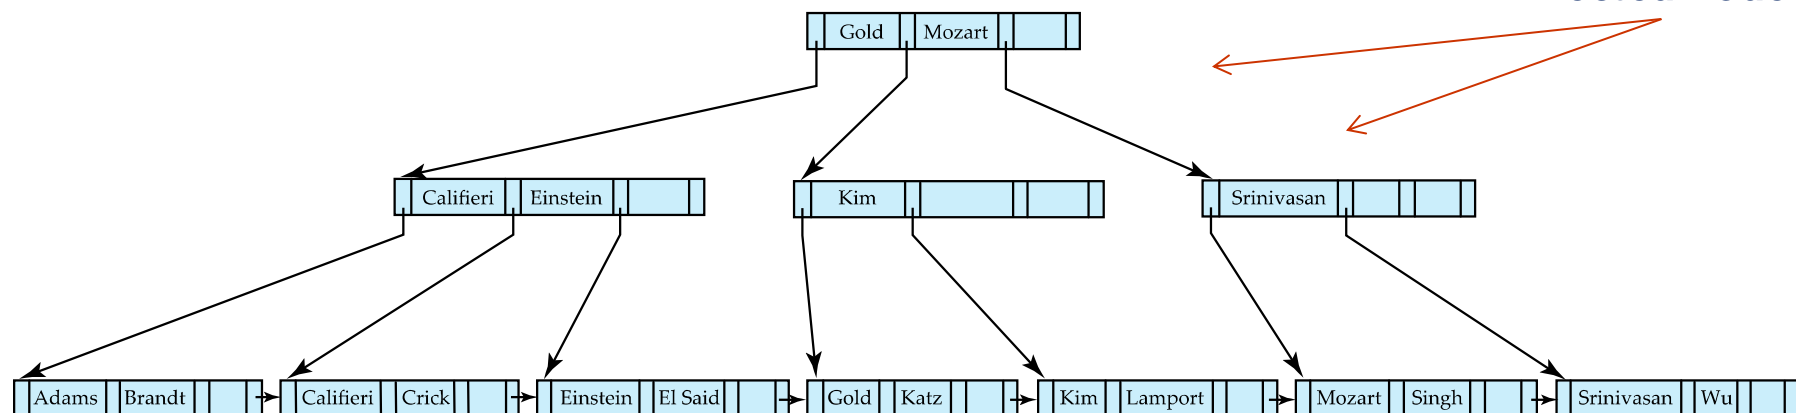 Gold Mozart
Califieri Einstein Kim Srinivasan
Adams Brandt Califieri Crick Einstein El Said Gold Katz Kim Lamport Mozart Singh Srinivasan Wu